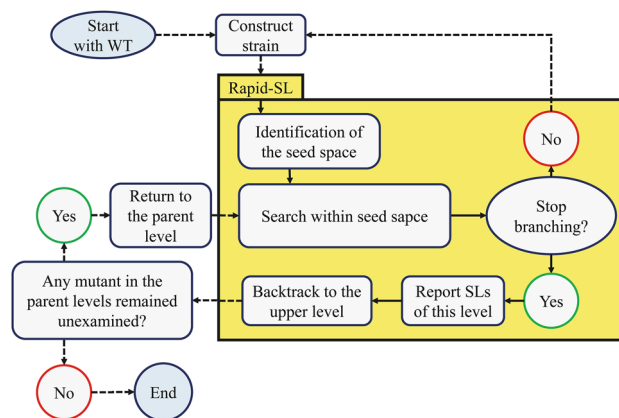 Start
with WT
Construct
strain
Rapid-SL
Identification of
the seed space
No
Yes
Return to
the parent
level
Search within seed sapce
Stop
branching?
Any mutant in the
parent levels remained
unexamined?
Backtrack to the
upper level
Report SLs
of this level
Yes
No
End